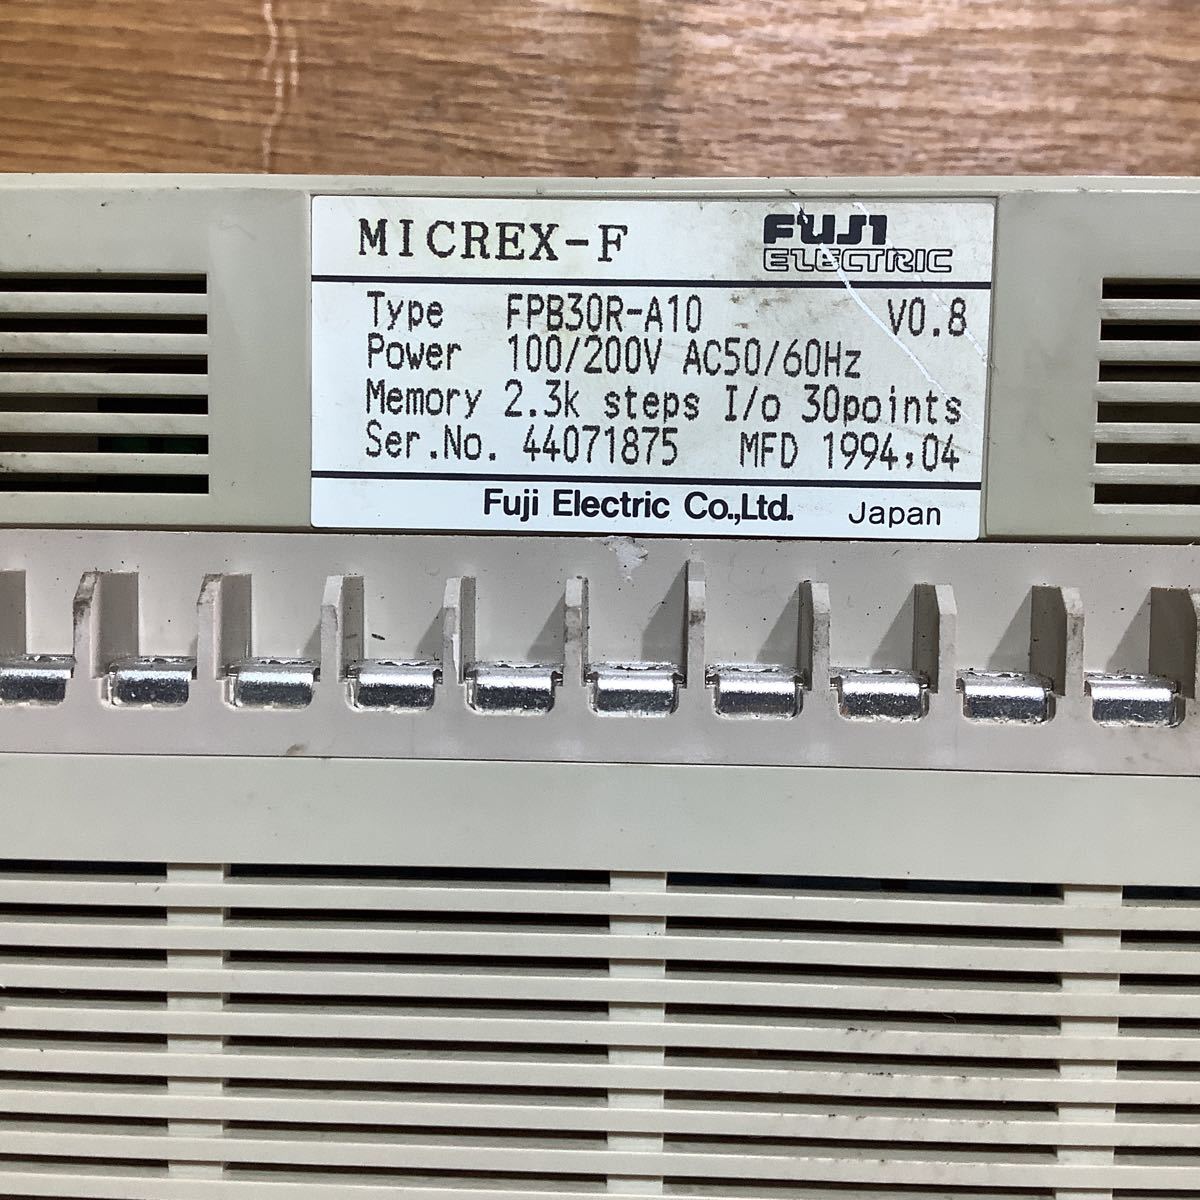 MICREX-F FUJI ELECTRIC
Type FPB30R-A10 V0.8
Power 100/200V AC50/60Hz
Memory 2.3k steps I/o 30points
Ser.No. 44071875 MFD 1994,04
Fuji Electric Co.,Ltd. Japan